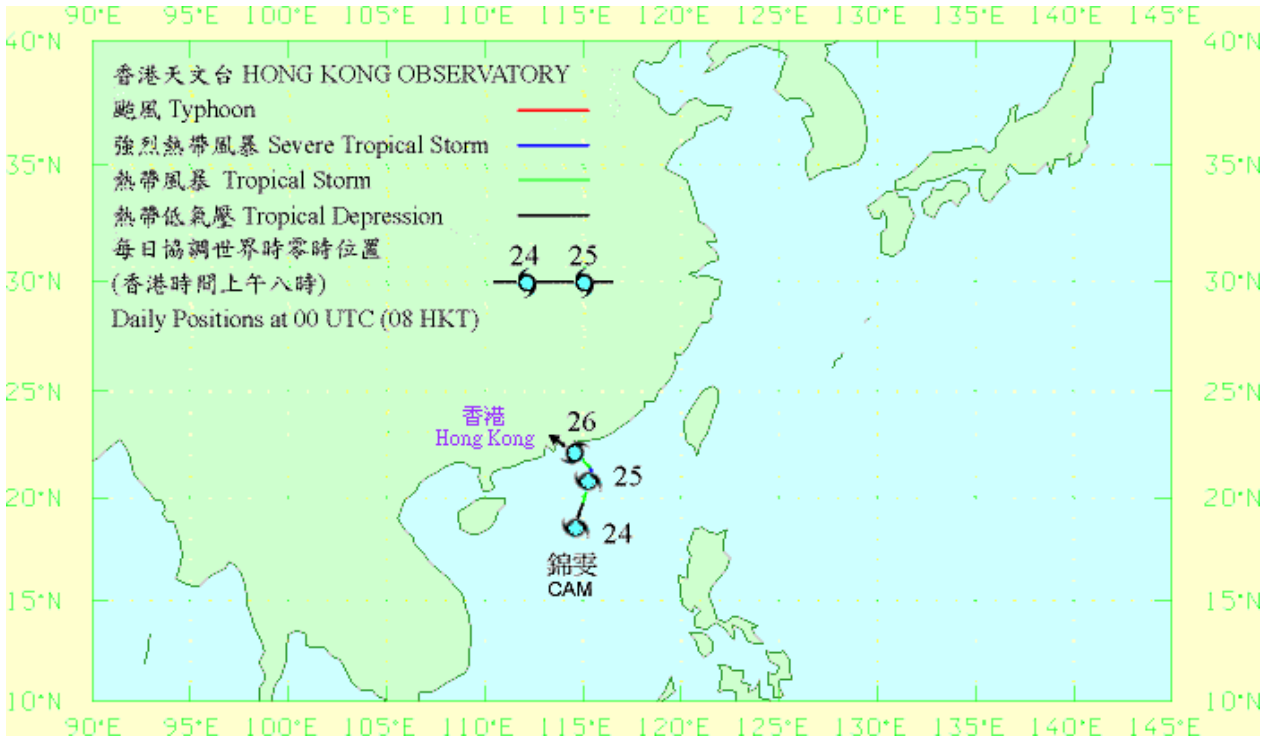 90°E 95°E 100°E 105°E 110°E 115°E 120°E 125°E 130°E 135°E 140°E 145°E
40°N 40°N
香港天文台 HONG KONG OBSERVATORY
颱風 Typhoon
強烈熱帶風暴 Severe Tropical Storm
35°N 35°N
熱帶風暴 Tropical Storm
熱帶低氣壓 Tropical Depression
每日協調世界時零時位置
24 25
(香港時間上午八時)
30°N 30°N
Daily Positions at 00 UTC (08 HKT)
25°N 25°N
香港
Hong Kong
26
25
20°N 20°N
24
錦雯
CAM
15°N 15°N
10°N 10°N
90°E 95°E 100°E 105°E 110°E 115°E 120°E 125°E 130°E 135°E 140°E 145°E